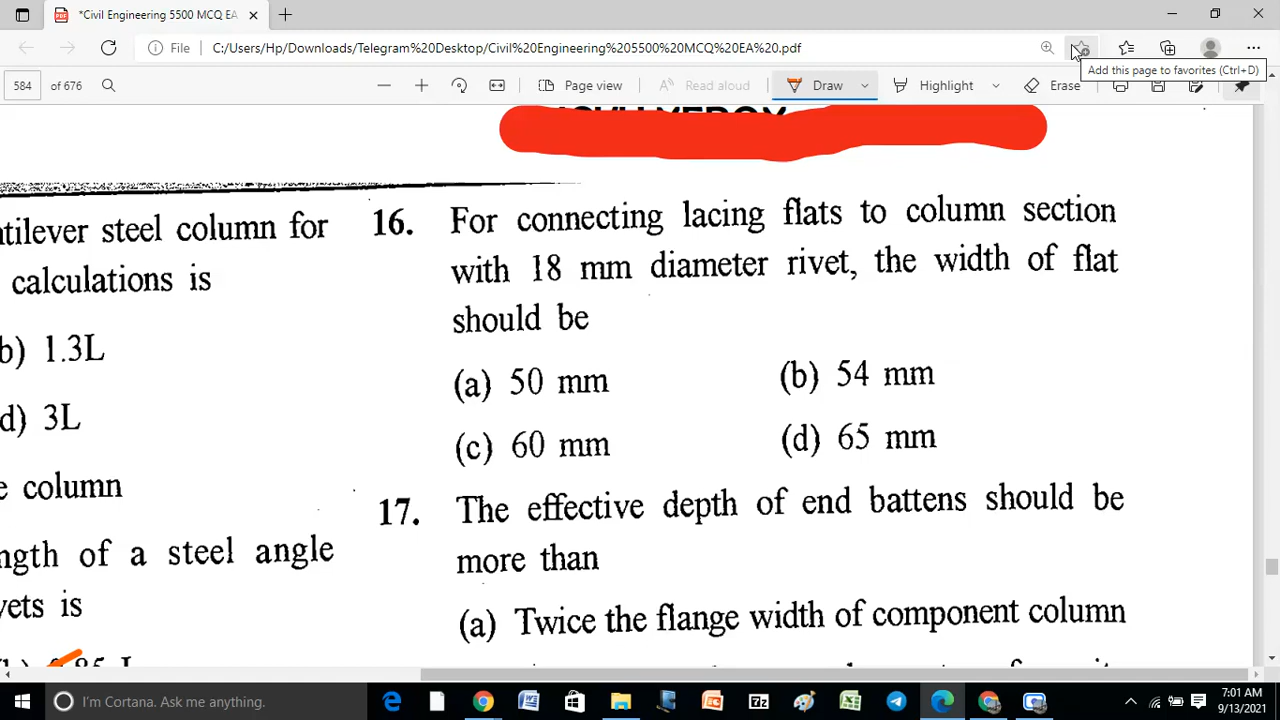 *Civil Engineering 5500 MCQ EA
File
C:/Users/Hp/Downloads/Telegram%20Desktop/Civil%20Engineering%205500%20MCQ%20EA%20.pdf
Add this page to favorites (Ctrl+D)
584 of 676
Page view
Read aloud
Draw
Highlight
Erase
ntilever steel column for
calculations is
b) 1.3L
d) 3L
e column
ngth of a steel angle
vets is
16. For connecting lacing flats to column section
with 18 mm diameter rivet, the width of flat
should be
(a) 50 mm (b) 54 mm
(c) 60 mm (d) 65 mm
17. The effective depth of end battens should be
more than
(a) Twice the flange width of component column
I'm Cortana. Ask me anything.
7:01 AM
9/13/2021